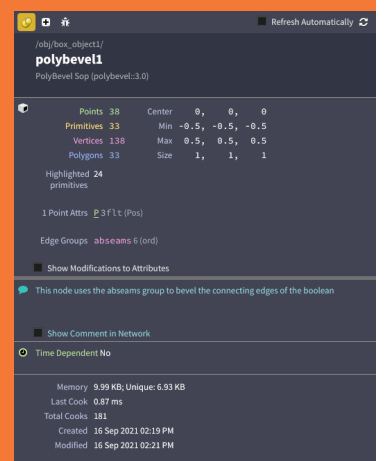 Refresh Automatically
/obj/box_object1/
polybevel1
PolyBevel Sop (polybevel::3.0)
Points 38 Center 0, 0, 0
Primitives 33 Min -0.5, -0.5, -0.5
Vertices 138 Max 0.5, 0.5, 0.5
Polygons 33 Size 1, 1, 1
Highlighted 24
primitives
1 Point Attrs P 3flt (Pos)
Edge Groups abseams 6 (ord)
Show Modifications to Attributes
This node uses the abseams group to bevel the connecting edges of the boolean
Show Comment in Network
Time Dependent No
Memory 9.99 KB; Unique: 6.93 KB
Last Cook 0.87 ms
Total Cooks 181
Created 16 Sep 2021 02:19 PM
Modified 16 Sep 2021 02:21 PM